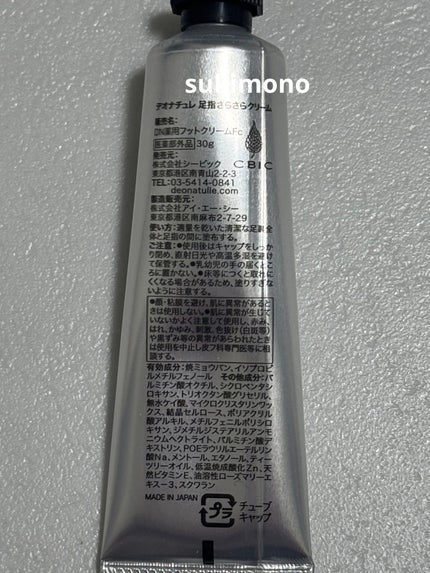 sukimono
デオナチュレ 足指さらさらクリーム
販売名:
DN薬用フットクリームFc
医薬部外品 30g
発売元:
株式会社シービック CBIC
東京都港区南青山2-2-3
TEL:03-5414-0841
deonatulle.com
製造販売元:
株式会社アイ・エー・シー
東京都港区南麻布2-7-29
使い方:適量を乾いた清潔な足裏全
体と足指の間に塗布する。
ご注意:●使用後はキャップをしっか
り閉め、直射日光や高温多湿を避け
て保管する。●乳幼児の手の届くとこ
ろに置かない。●床等につくと取れに
くくなる場合があるため、塗りすぎな
いように注意する。
●顔・粘膜を避け、肌に異常があると
きは使用しない。●肌に異常が生じて
いないかよく注意して使用し、赤み、
はれ、かゆみ、刺激、色抜け(白斑等)
や黒ずみ等の異常があらわれたとき
は使用を中止し皮フ科専門医等に相
談する。
有効成分:焼ミョウバン、イソプロピ
ルメチルフェノール その他成分:パ
ルミチン酸オクチル、シクロペンタシ
ロキサン、トリオクタン酸グリセリル、
無水ケイ酸、マイクロクリスタリンワッ
クス、結晶セルロース、ポリアクリル
酸アルキル、メチルフェニルポリシロ
キサン、ジメチルジステアリルアンモ
ニウムヘクトライト、パルミチン酸デ
キストリン、POEラウリルエーテルリン
酸Na、メントール、エタノール、ティー
ツリーオイル、低温焼成酸化Zn、天
然ビタミンE、油溶性ローズマリーエ
キス-3、スクワラン
MADE IN JAPAN
プラ チューブ
キャップ